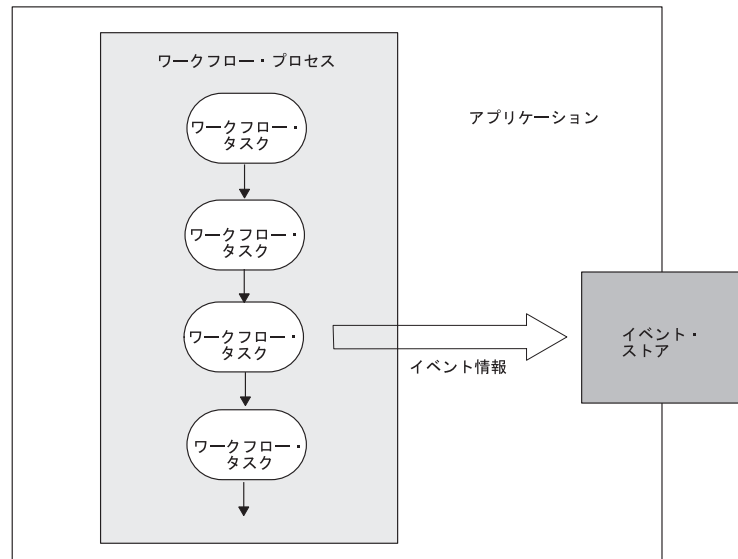 ワークフロー・プロセス
アプリケーション
ワークフロー・
タスク
ワークフロー・
タスク
ワークフロー・
タスク
イベント情報
イベント・
ストア
ワークフロー・
タスク